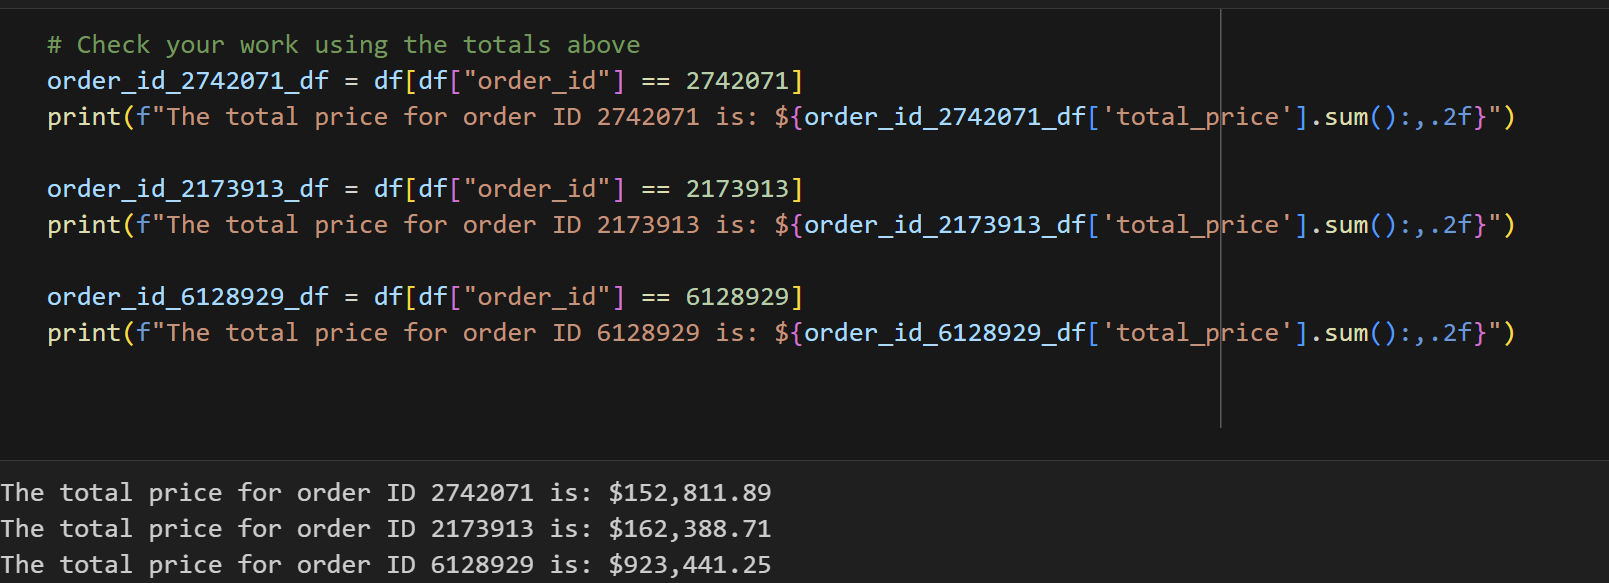 # Check your work using the totals above
order_id_2742071_df = df[df["order_id"] == 2742071]
print(f"The total price for order ID 2742071 is: ${order_id_2742071_df['total_price'].sum():,.2f}")
order_id_2173913_df = df[df["order_id"] == 2173913]
print(f"The total price for order ID 2173913 is: ${order_id_2173913_df['total_price'].sum():,.2f}")
order_id_6128929_df = df[df["order_id"] == 6128929]
print(f"The total price for order ID 6128929 is: ${order_id_6128929_df['total_price'].sum():,.2f}")
The total price for order ID 2742071 is: $152,811.89
The total price for order ID 2173913 is: $162,388.71
The total price for order ID 6128929 is: $923,441.25